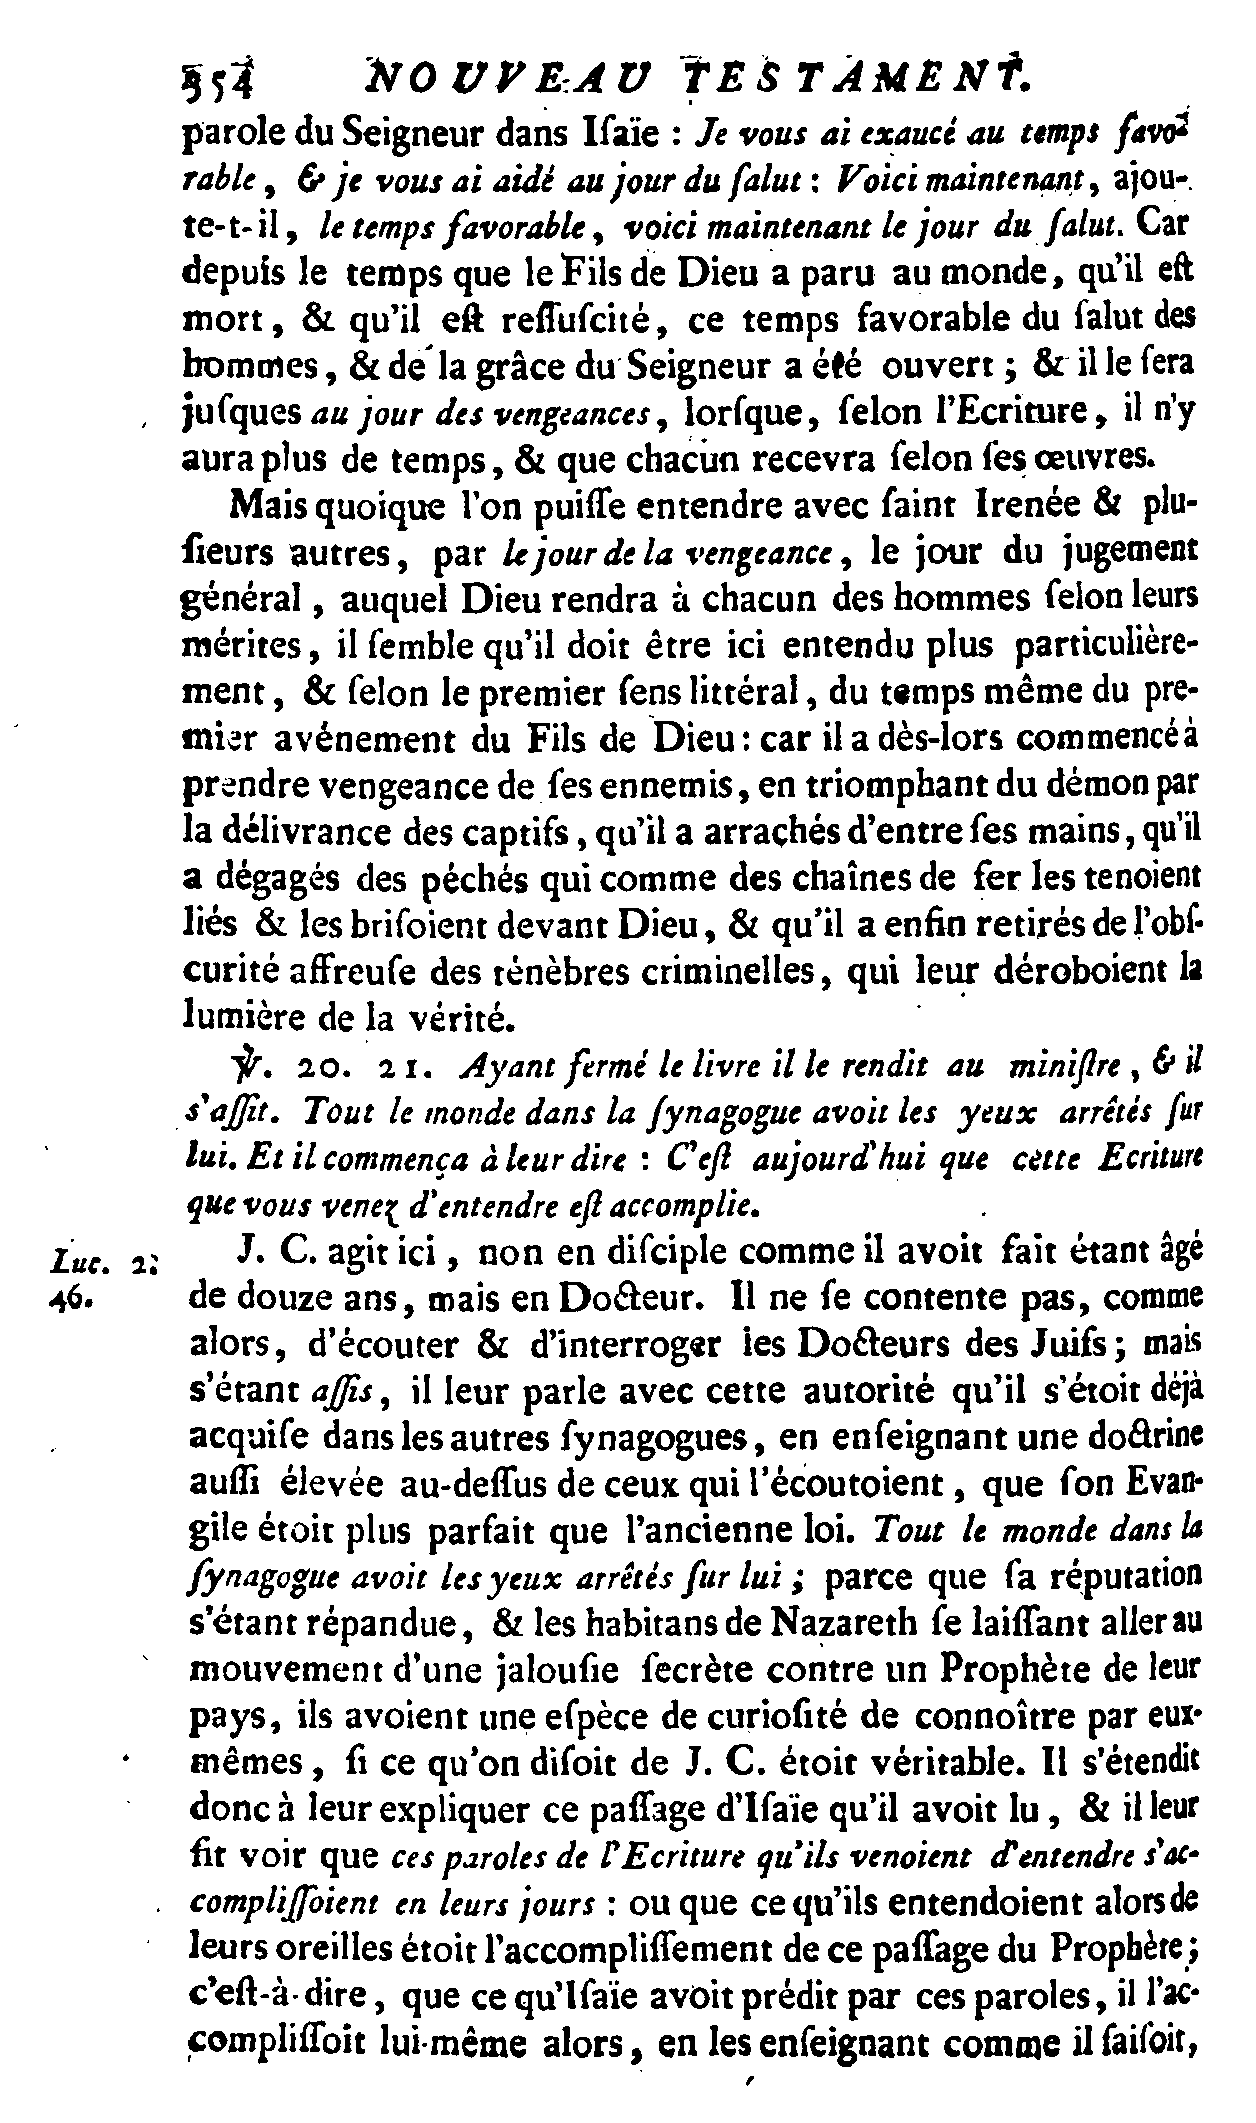 354 NOUVEAU TESTAMENT.
parole du Seigneur dans Iſaïe : Je vous ai exaucé au temps favo-
rable, & je vous ai aidé au jour du ſalut : Voici maintenant, ajou-
te-t-il, le temps favorable, voici maintenant le jour du ſalut. Car
depuis le temps que le Fils de Dieu a paru au monde, qu'il eſt
mort, & qu'il eſt reſſuſcité, ce temps favorable du ſalut des
hommes, & de la grâce du Seigneur a été ouvert ; & il le ſera
juſques au jour des vengeances, lorſque, ſelon l'Ecriture, il n'y
aura plus de temps, & que chacun recevra ſelon ſes œuvres.
Mais quoique l'on puiſſe entendre avec ſaint Irenée & plu-
ſieurs autres, par le jour de la vengeance, le jour du jugement
général, auquel Dieu rendra à chacun des hommes ſelon leurs
mérites, il ſemble qu'il doit être ici entendu plus particulière-
ment, & ſelon le premier ſens littéral, du temps même du pre-
mier avénement du Fils de Dieu : car il a dès-lors commencé à
prendre vengeance de ſes ennemis, en triomphant du démon par
la délivrance des captifs, qu'il a arrachés d'entre ſes mains, qu'il
a dégagés des péchés qui comme des chaînes de fer les tenoient
liés & les briſoient devant Dieu, & qu'il a enfin retirés de l'obſ-
curité affreuſe des ténèbres criminelles, qui leur déroboient la
lumière de la vérité.
℣. 20. 21. Ayant fermé le livre il le rendit au miniſtre, & il
s'aſſit. Tout le monde dans la ſynagogue avoit les yeux arrêtés ſur
lui. Et il commença à leur dire : C'eſt aujourd'hui que cette Ecriture
que vous venez d'entendre eſt accomplie.
Luc. 2:
46.
J. C. agit ici, non en diſciple comme il avoit fait étant âgé
de douze ans, mais en Docteur. Il ne ſe contente pas, comme
alors, d'écouter & d'interroger les Docteurs des Juifs ; mais
s'étant aſſis, il leur parle avec cette autorité qu'il s'étoit déjà
acquiſe dans les autres ſynagogues, en enſeignant une doctrine
auſſi élevée au-deſſus de ceux qui l'écoutoient, que ſon Evan-
gile étoit plus parfait que l'ancienne loi. Tout le monde dans la
ſynagogue avoit les yeux arrêtés ſur lui ; parce que ſa réputation
s'étant répandue, & les habitans de Nazareth ſe laiſſant aller au
mouvement d'une jalouſie ſecrète contre un Prophète de leur
pays, ils avoient une eſpèce de curioſité de connoître par eux-
mêmes, ſi ce qu'on diſoit de J. C. étoit véritable. Il s'étendit
donc à leur expliquer ce paſſage d'Iſaïe qu'il avoit lu, & il leur
fit voir que ces paroles de l'Ecriture qu'ils venoient d'entendre s'ac-
compliſſoient en leurs jours : ou que ce qu'ils entendoient alors de
leurs oreilles étoit l'accompliſſement de ce paſſage du Prophète ;
c'eſt-à-dire, que ce qu'Iſaïe avoit prédit par ces paroles, il l'ac-
compliſſoit lui-même alors, en les enſeignant comme il faiſoit,